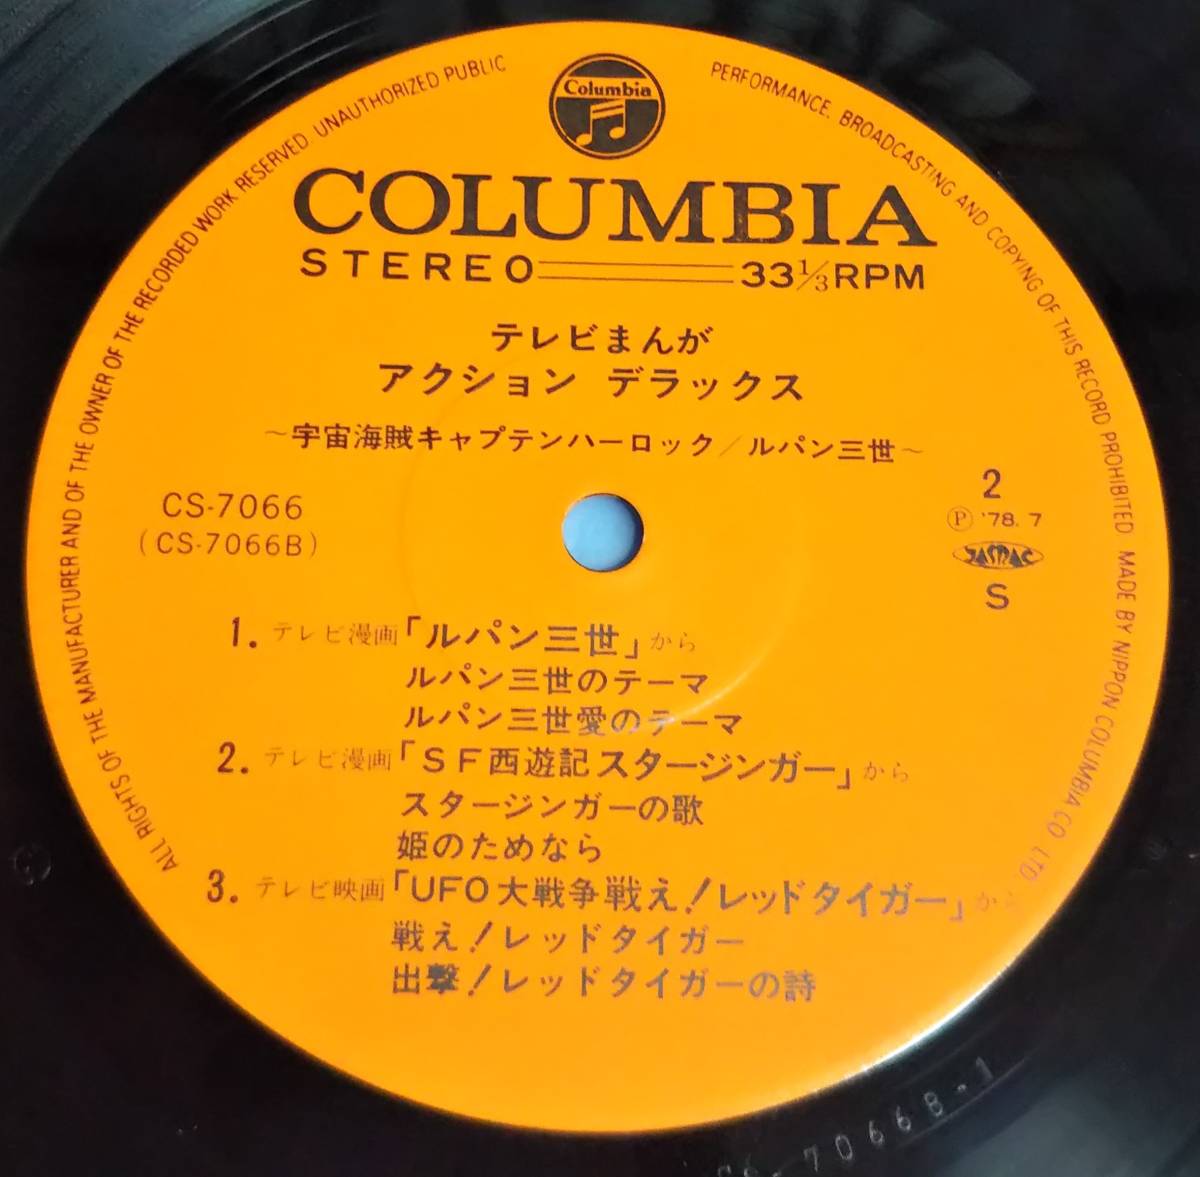 Columbia
COLUMBIA
STEREO 33 1/3 RPM
テレビまんが
アクション デラックス
~宇宙海賊キャプテンハーロック/ルパン三世~
CS-7066
(CS-7066B)
2
Ⓟ '78.7
JASRAC
S
1. テレビ漫画「ルパン三世」から
ルパン三世のテーマ
ルパン三世愛のテーマ
2. テレビ漫画「SF西遊記スタージンガー」から
スタージンガーの歌
姫のためなら
3. テレビ映画「UFO大戦争戦え!レッドタイガー」から
戦え!レッドタイガー
出撃!レッドタイガーの詩
ALL RIGHTS OF THE MANUFACTURER AND OF THE OWNER OF THE RECORDED WORK RESERVED. UNAUTHORIZED PUBLIC PERFORMANCE, BROADCASTING AND COPYING OF THIS RECORD PROHIBITED MADE BY NIPPON COLUMBIA CO. LTD.
CS-7066B-1